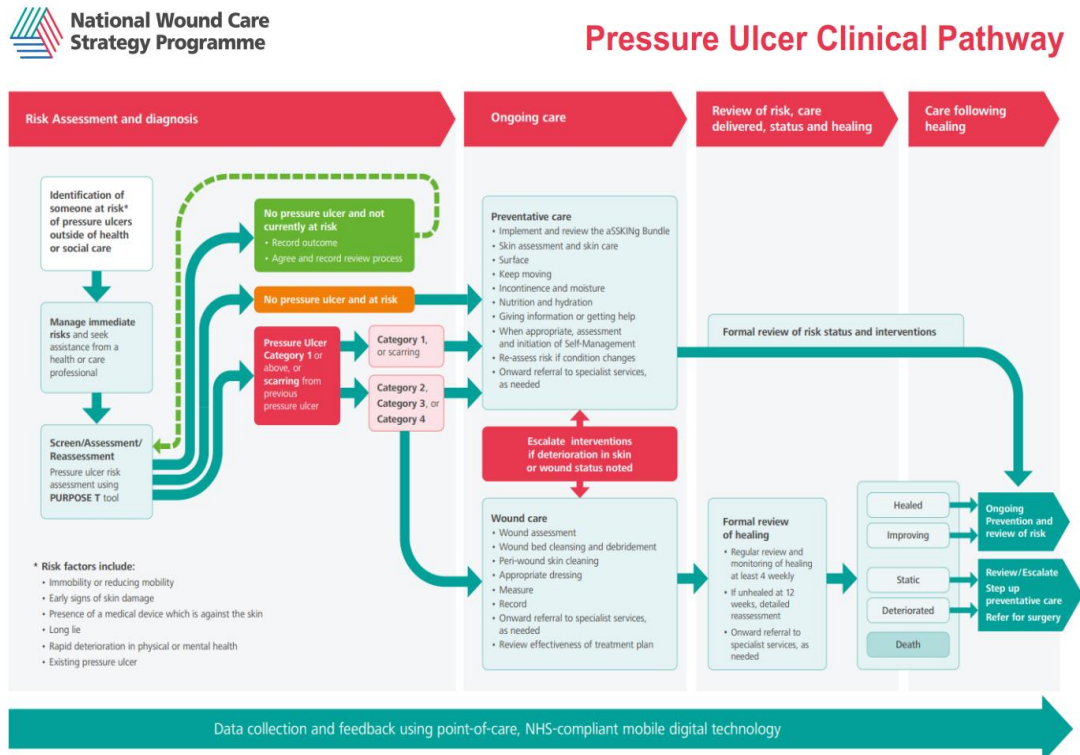 National Wound Care
Strategy Programme
Pressure Ulcer Clinical Pathway
Risk Assessment and diagnosis
Ongoing care
Review of risk, care
delivered, status and healing
Care following
healing
Identification of
someone at risk*
of pressure ulcers
outside of health
or social care
Manage immediate
risks and seek
assistance from a
health or care
professional
Screen/Assessment/
Reassessment
Pressure ulcer risk
assessment using
PURPOSE T tool
* Risk factors include:
• Immobility or reducing mobility
• Early signs of skin damage
• Presence of a medical device which is against the skin
• Long lie
• Rapid deterioration in physical or mental health
• Existing pressure ulcer
No pressure ulcer and not
currently at risk
• Record outcome
• Agree and record review process
No pressure ulcer and at risk
Pressure Ulcer
Category 1 or
above, or
scarring from
previous
pressure ulcer
Category 1,
or scarring
Category 2,
Category 3, or
Category 4
Preventative care
• Implement and review the aSSKINg Bundle
• Skin assessment and skin care
• Surface
• Keep moving
• Incontinence and moisture
• Nutrition and hydration
• Giving information or getting help
• When appropriate, assessment
and initiation of Self-Management
• Re-assess risk if condition changes
• Onward referral to specialist services,
as needed
Escalate interventions
if deterioration in skin
or wound status noted
Wound care
• Wound assessment
• Wound bed cleansing and debridement
• Peri-wound skin cleaning
• Appropriate dressing
• Measure
• Record
• Onward referral to specialist services,
as needed
• Review effectiveness of treatment plan
Formal review of risk status and interventions
Formal review
of healing
• Regular review and
monitoring of healing
at least 4 weekly
• If unhealed at 12
weeks, detailed
reassessment
• Onward referral to
specialist services, as
needed
Healed
Improving
Static
Deteriorated
Death
Ongoing
Prevention and
review of risk
Review/Escalate
Step up
preventative care
Refer for surgery
Data collection and feedback using point-of-care, NHS-compliant mobile digital technology